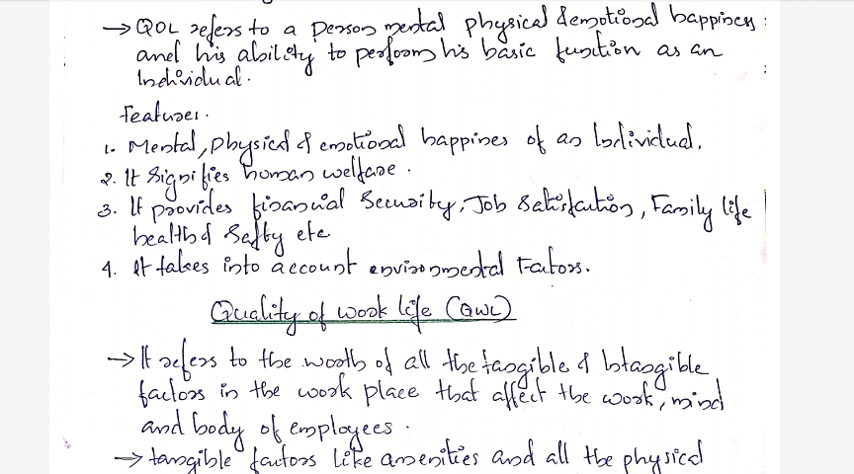 → QOL refers to a person mental physical & emotional happiness
and his ability to perform his basic function as an
Individual.
Features.
1. Mental, physical & emotional happines of an Individual.
2. It signifies human welfare.
3. It provides financial Security, Job Satisfaction, Family life
health & Safty etc
4. It takes into account environmental Factors.
Quality of work life (QWL)
→ It refers to the worth of all the tangible & Intangible
factors in the work place that affect the work, mind
and body of employees.
→ tangible factors like amenities and all the physical